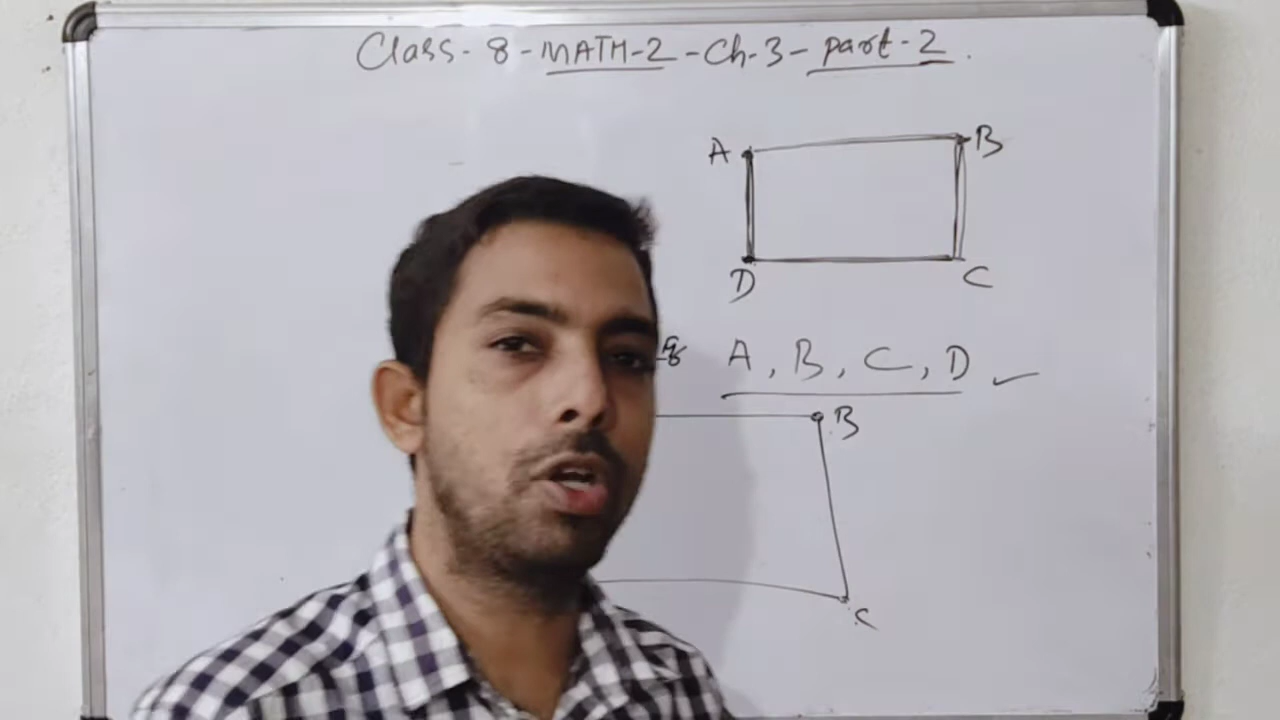 Class - 8 - MATH-2 - Ch-3 - part-2.
A
B
D
C
A, B, C, D
B
C